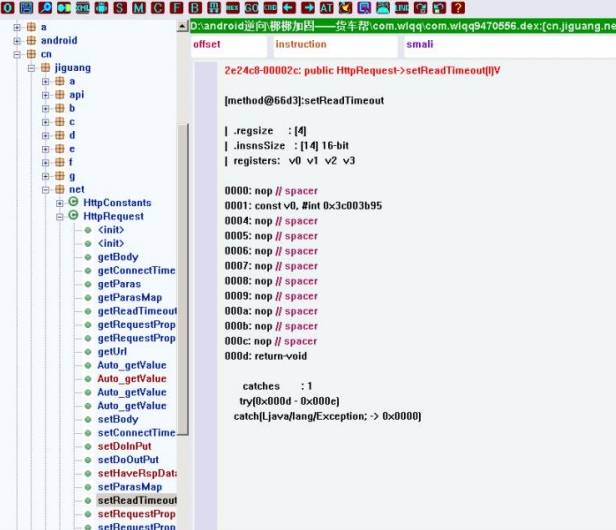 D:\android逆向\梆梆加固——货车帮\com.wlqq\com.wlqq9470556.dex:{cn.jiguang.ne
offset instruction smali
a
android
cn
jiguang
a
api
b
c
d
e
f
g
net
HttpConstants
HttpRequest
<init>
<init>
getBody
getConnectTime
getParas
getParasMap
getReadTimeout
getRequestProp
getRequestProp
getUrl
Auto_getValue
Auto_getValue
Auto_getValue
Auto_getValue
setBody
setConnectTime
setDoInPut
setDoOutPut
setHaveRspData
setParasMap
setReadTimeout
setRequestProp
setRequestProp
2e24c8-00002c: public HttpRequest->setReadTimeout(I)V
[method@66d3]:setReadTimeout
| .regsize : [4]
| .insnsSize : [14] 16-bit
| registers: v0 v1 v2 v3
0000: nop // spacer
0001: const v0, #int 0x3c003b95
0004: nop // spacer
0005: nop // spacer
0006: nop // spacer
0007: nop // spacer
0008: nop // spacer
0009: nop // spacer
000a: nop // spacer
000b: nop // spacer
000c: nop // spacer
000d: return-void
catches : 1
try(0x000d - 0x000e)
catch(Ljava/lang/Exception; -> 0x0000)